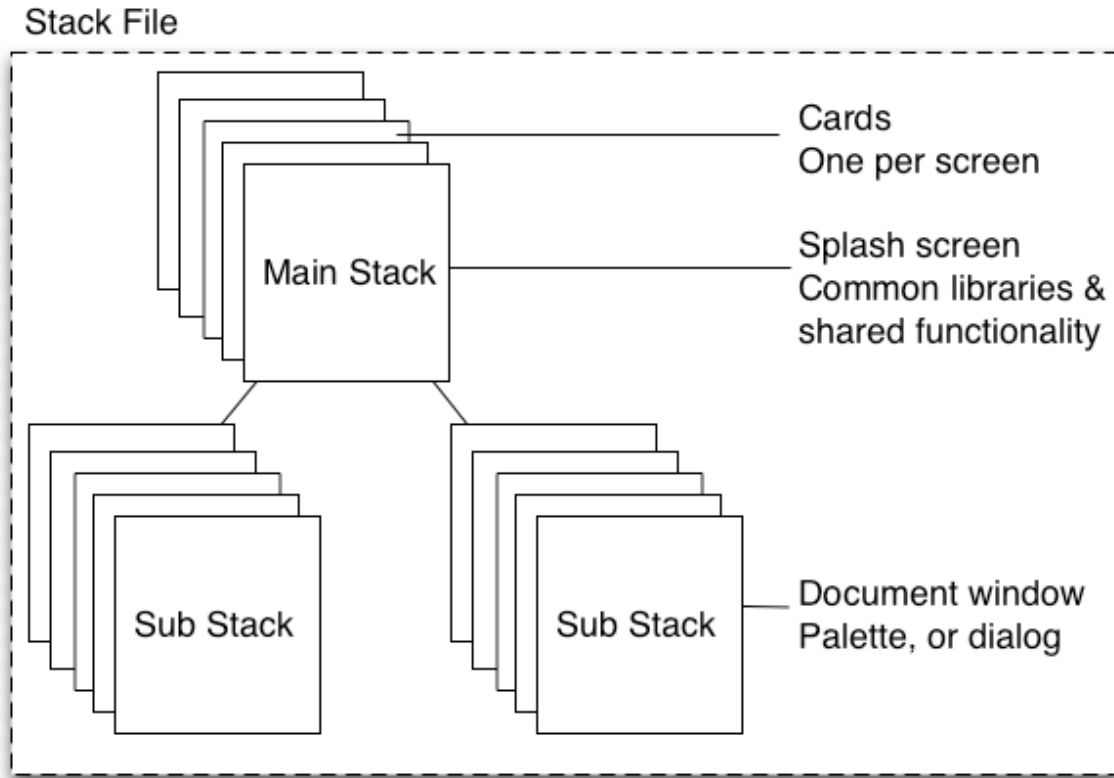 Stack File
Cards
One per screen
Main Stack
Splash screen
Common libraries &
shared functionality
Sub Stack
Sub Stack
Document window
Palette, or dialog